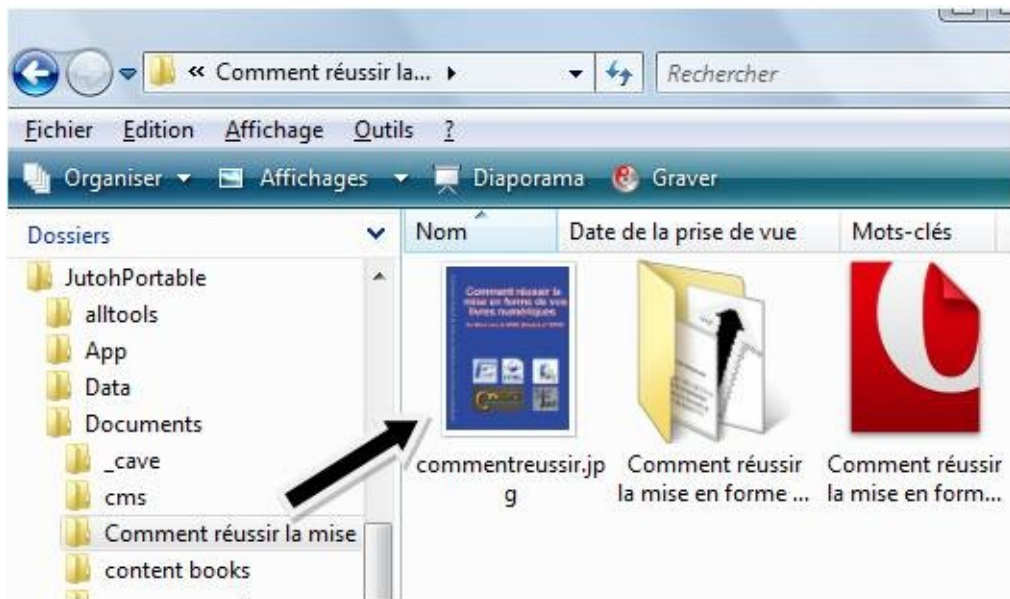 « Comment réussir la... Rechercher
Fichier Edition Affichage Outils ?
Organiser Affichages Diaporama Graver
Dossiers Nom Date de la prise de vue Mots-clés
JutohPortable
alltools
App
Data
Documents
_cave
cms
Comment réussir la mise
content books
Comment réussir la
mise en forme de vos
livres numériques
commentreussir.jp
g
Comment réussir
la mise en forme ...
Comment réussir
la mise en form...